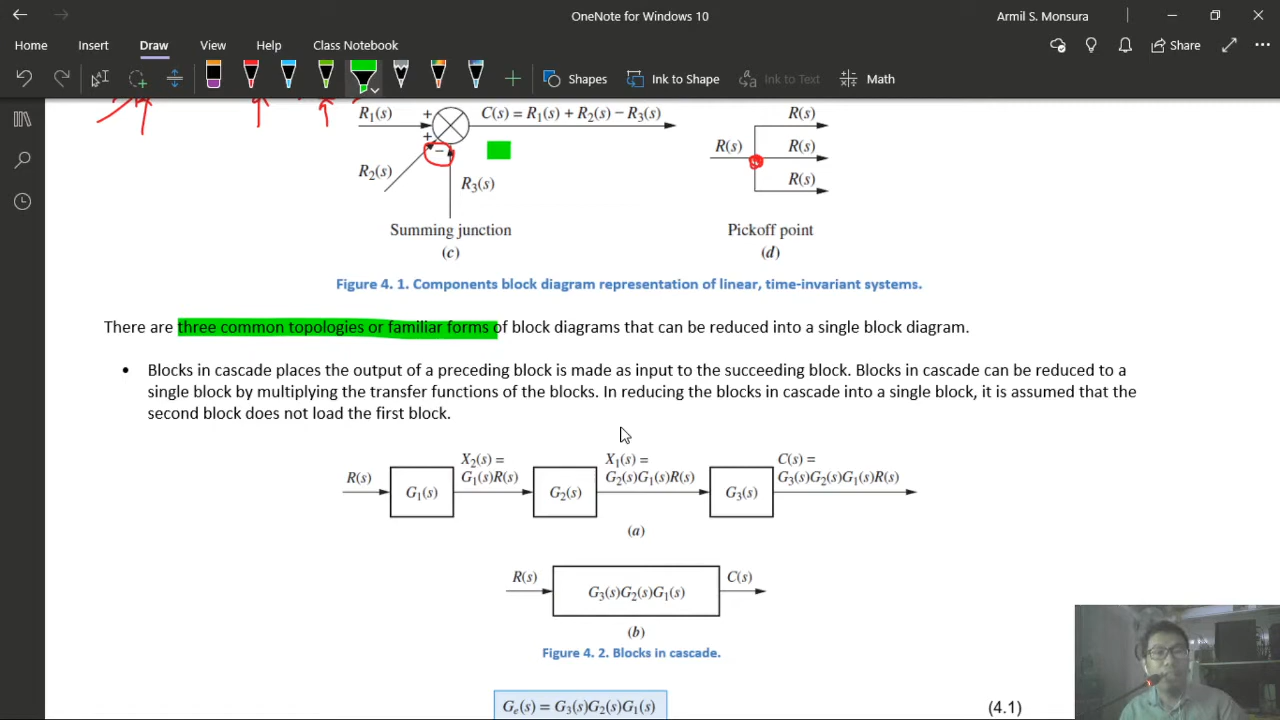 OneNote for Windows 10
Armil S. Monsura
Home Insert Draw View Help Class Notebook
Share
Shapes Ink to Shape Ink to Text Math
R₁(s) + C(s) = R₁(s) + R₂(s) − R₃(s)
+
−
R₂(s)
R₃(s)
Summing junction
(c)
R(s)
R(s) R(s)
R(s)
Pickoff point
(d)
Figure 4. 1. Components block diagram representation of linear, time-invariant systems.
There are three common topologies or familiar forms of block diagrams that can be reduced into a single block diagram.
• Blocks in cascade places the output of a preceding block is made as input to the succeeding block. Blocks in cascade can be reduced to a
single block by multiplying the transfer functions of the blocks. In reducing the blocks in cascade into a single block, it is assumed that the
second block does not load the first block.
X₂(s) = X₁(s) = C(s) =
R(s) G₁(s)R(s) G₂(s)G₁(s)R(s) G₃(s)G₂(s)G₁(s)R(s)
G₁(s) G₂(s) G₃(s)
(a)
R(s) C(s)
G₃(s)G₂(s)G₁(s)
(b)
Figure 4. 2. Blocks in cascade.
Gₑ(s) = G₃(s)G₂(s)G₁(s) (4.1)